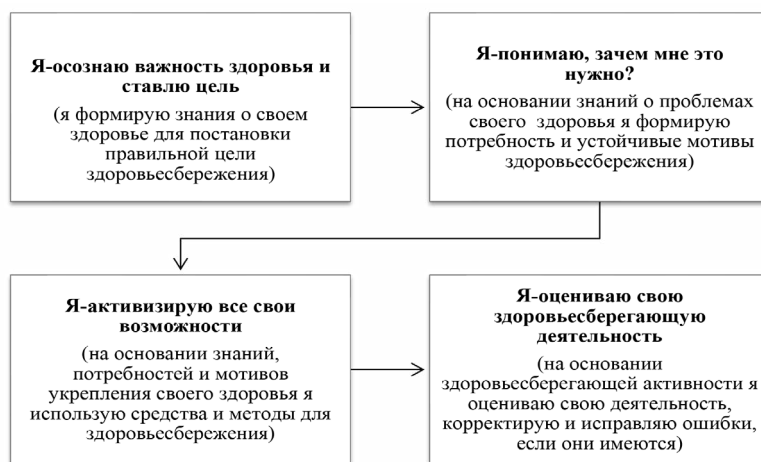 Я-осознаю важность здоровья и
ставлю цель
(я формирую знания о своем
здоровье для постановки
правильной цели
здоровьесбережения)
Я-понимаю, зачем мне это
нужно?
(на основании знаний о проблемах
своего здоровья я формирую
потребность и устойчивые мотивы
здоровьесбережения)
Я-активизирую все свои
возможности
(на основании знаний,
потребностей и мотивов
укрепления своего здоровья я
использую средства и методы для
здоровьесбережения)
Я-оцениваю свою
здоровьесберегающую
деятельность
(на основании
здоровьесберегающей активности я
оцениваю свою деятельность,
корректирую и исправляю ошибки,
если они имеются)